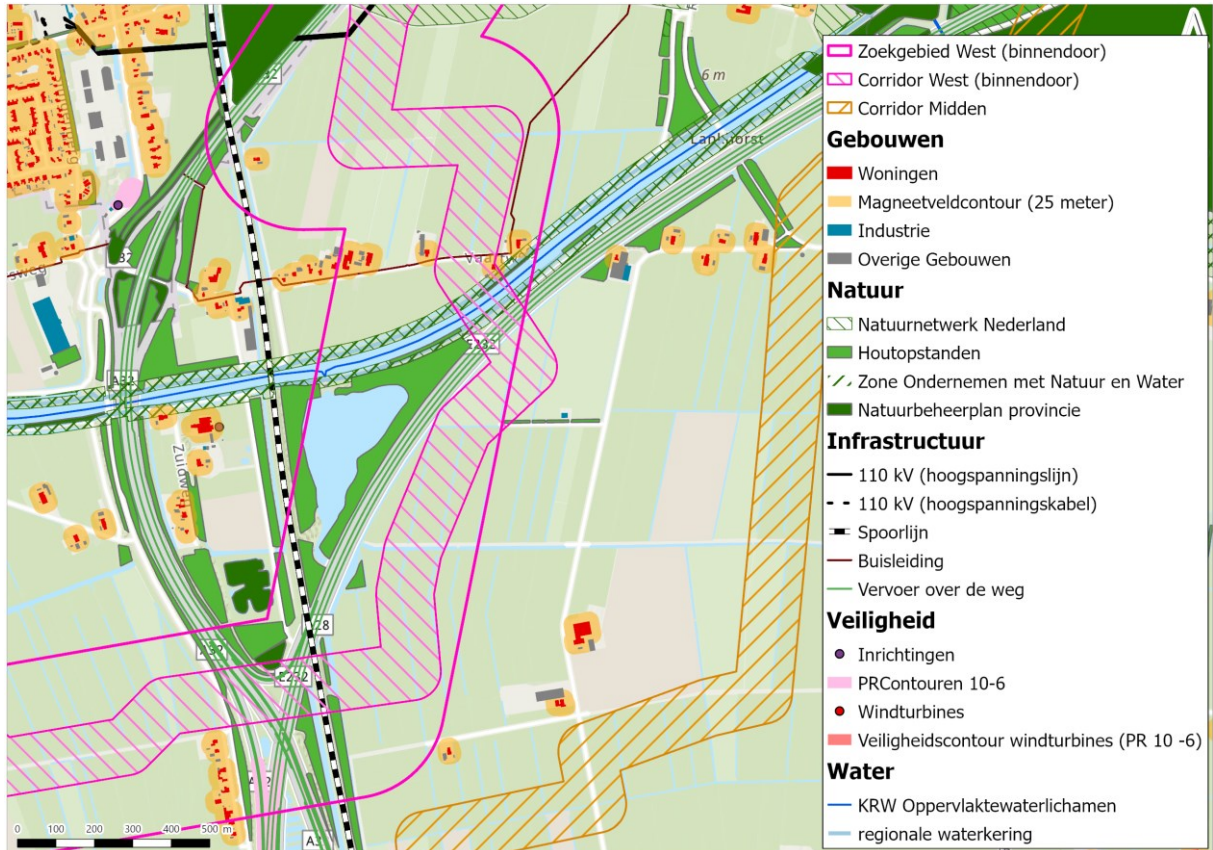 Zoekgebied West (binnendoor)
Corridor West (binnendoor)
Corridor Midden
Gebouwen
Woningen
Magneetveldcontour (25 meter)
Industrie
Overige Gebouwen
Natuur
Natuurnetwerk Nederland
Houtopstanden
Zone Ondernemen met Natuur en Water
Natuurbeheerplan provincie
Infrastructuur
110 kV (hoogspanningslijn)
110 kV (hoogspanningskabel)
Spoorlijn
Buisleiding
Vervoer over de weg
Veiligheid
Inrichtingen
PRContouren 10-6
Windturbines
Veiligheidscontour windturbines (PR 10 -6)
Water
KRW Oppervlaktewaterlichamen
regionale waterkering
6 m
E232
A32
A32
E232
0 100 200 300 400 500 m